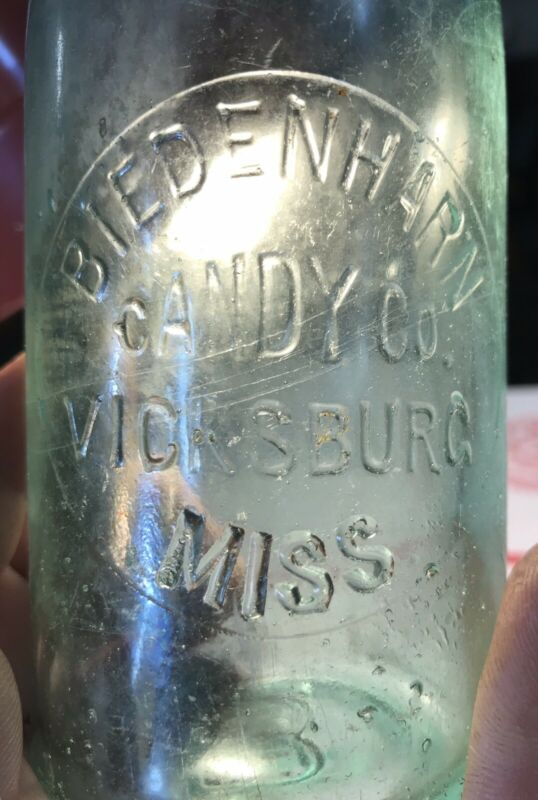 BIEDENHARN
CANDY CO.
VICKSBURG
MISS.
B